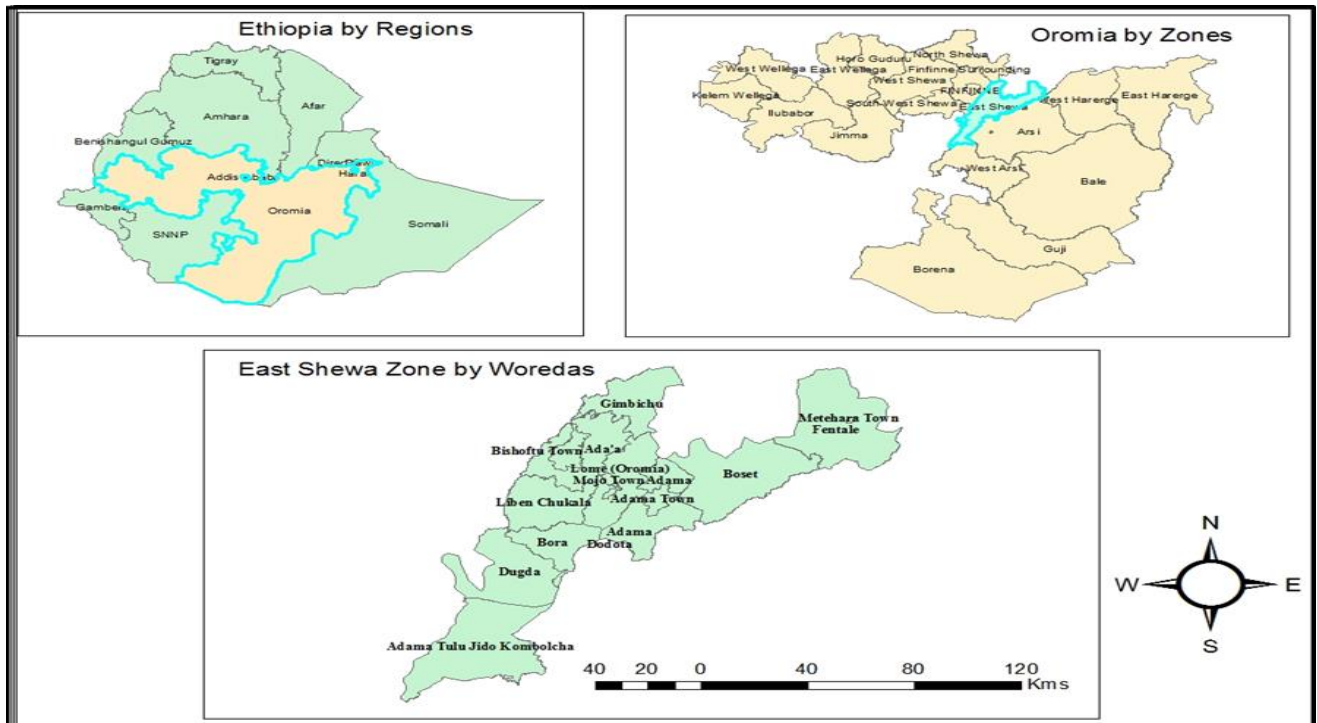 Ethiopia by Regions
Tigray
Afar
Amhara
Benishangul Gumuz
Addis
Hara
Oromia
SNNP
Somali
Oromia by Zones
North Shewa
Horo Guduru
West Wellega
East Wellega
Finfinne Surrounding
West Shewa
Kelem Wellega
FINFINNE
East Harerge
South West Shewa
East Shewa
West Harerge
Ilubabor
Jimma
Arsi
West Arsi
Bale
Guji
Borena
East Shewa Zone by Woredas
Gimbichu
Metehara Town
Fentale
Bishoftu Town
Ada'a
Lome (Oromia)
Boset
Mojo Town
Adama
Liben Chukala
Adama Town
Adama
Bora
Dodota
Dugda
Adama Tulu Jido Kombolcha
40 20 0 40 80 120
Kms
N
W
E
S